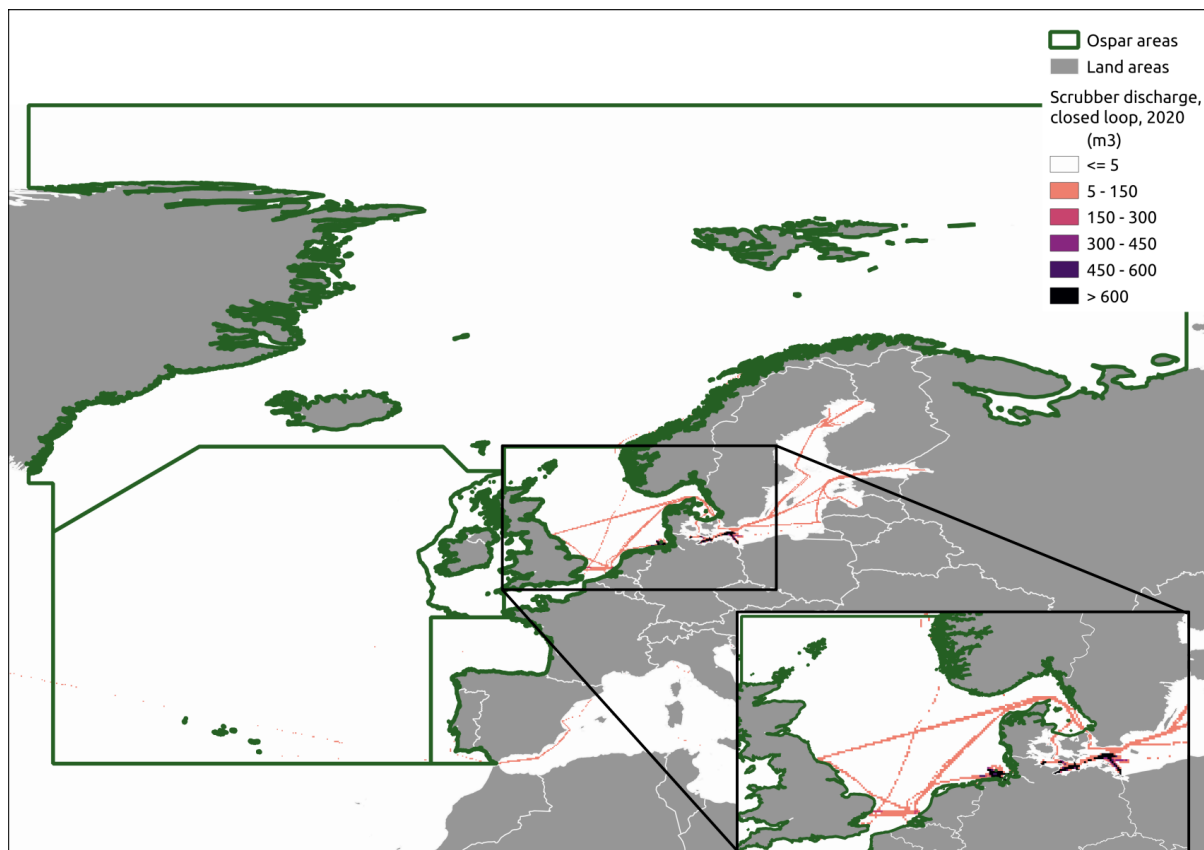 Ospar areas
Land areas
Scrubber discharge,
closed loop, 2020
(m3)
<= 5
5 - 150
150 - 300
300 - 450
450 - 600
> 600